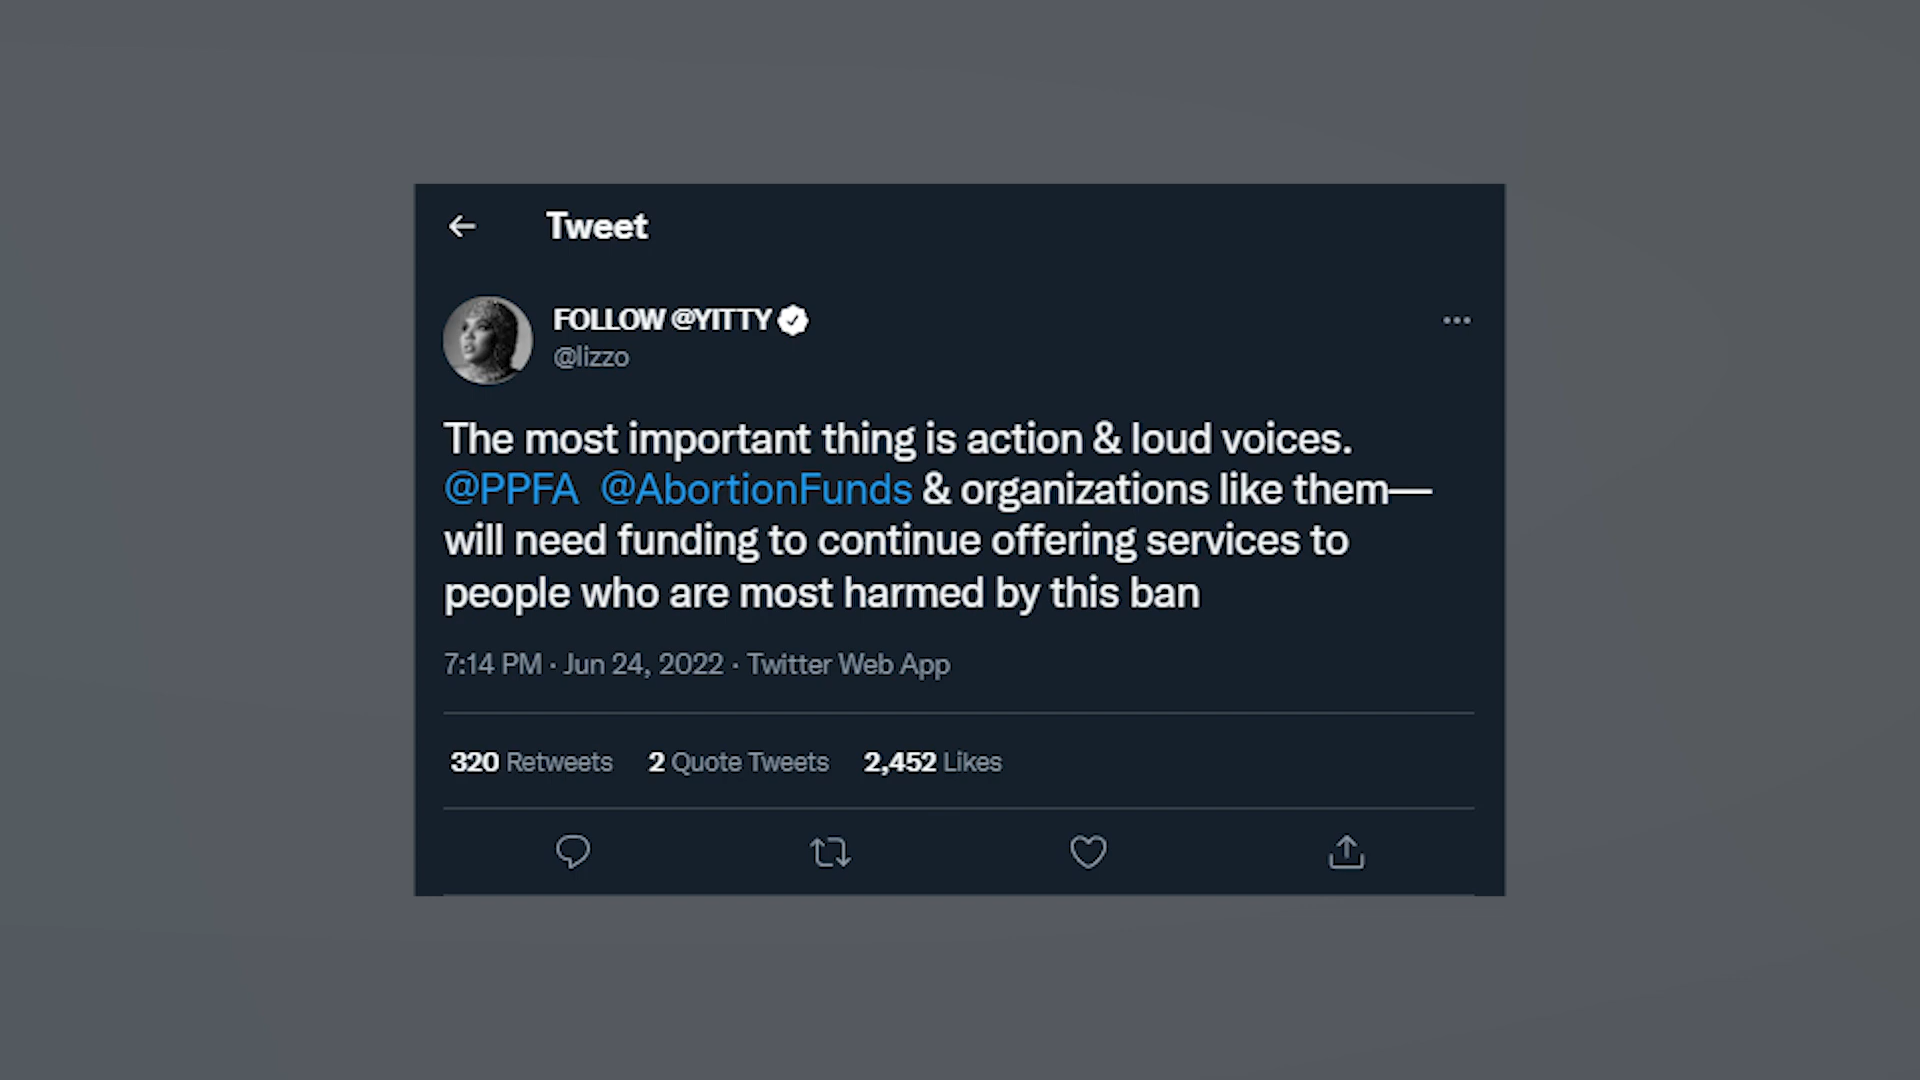 Tweet
FOLLOW @YITTY
@lizzo
The most important thing is action & loud voices.
@PPFA @AbortionFunds & organizations like them—
will need funding to continue offering services to
people who are most harmed by this ban
7:14 PM · Jun 24, 2022 · Twitter Web App
320 Retweets 2 Quote Tweets 2,452 Likes